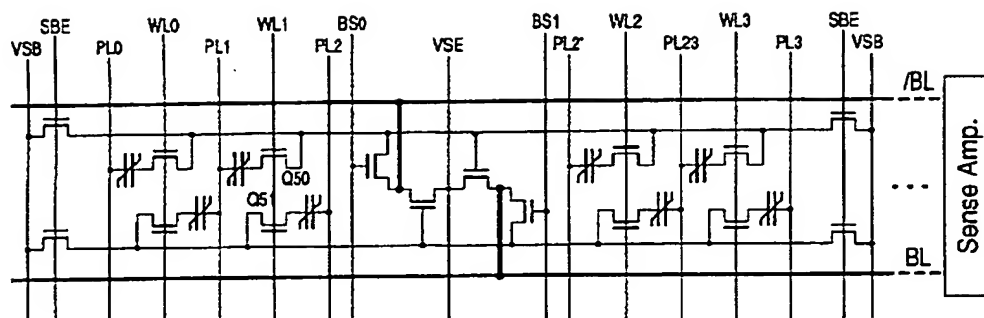 SBE WL0 WL1 BS0 BS1 WL2 WL3 SBE
VSB PL0 PL1 PL2 VSE PL2' PL23 PL3 VSB
/BL
Q50
Q51
BL
Sense Amp.
...